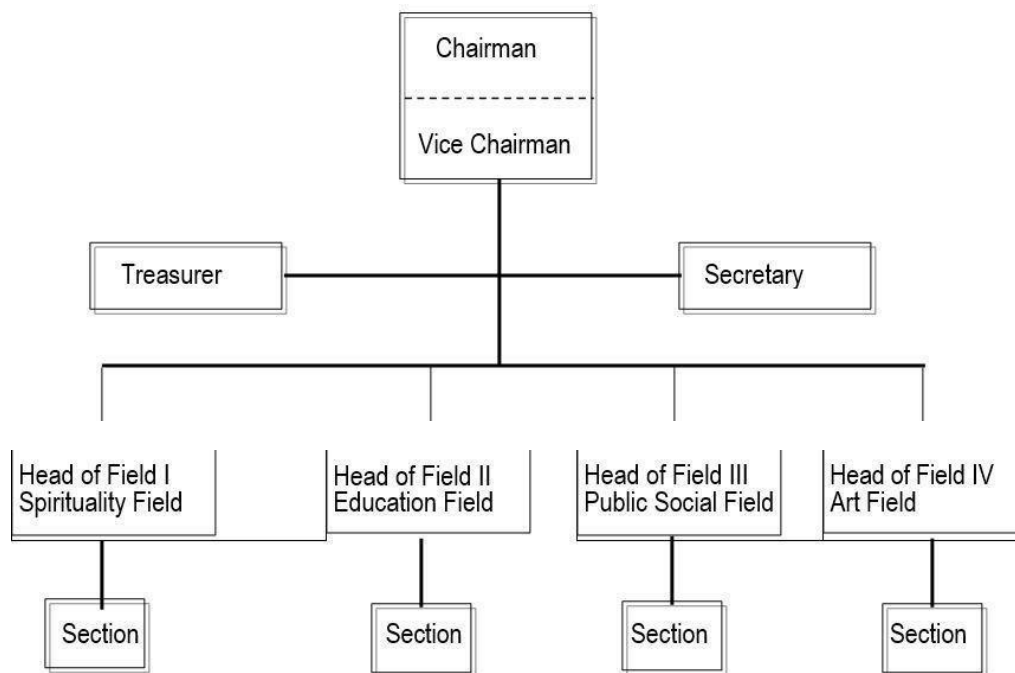 Chairman
Vice Chairman
Treasurer
Secretary
Head of Field I
Spirituality Field
Head of Field II
Education Field
Head of Field III
Public Social Field
Head of Field IV
Art Field
Section
Section
Section
Section